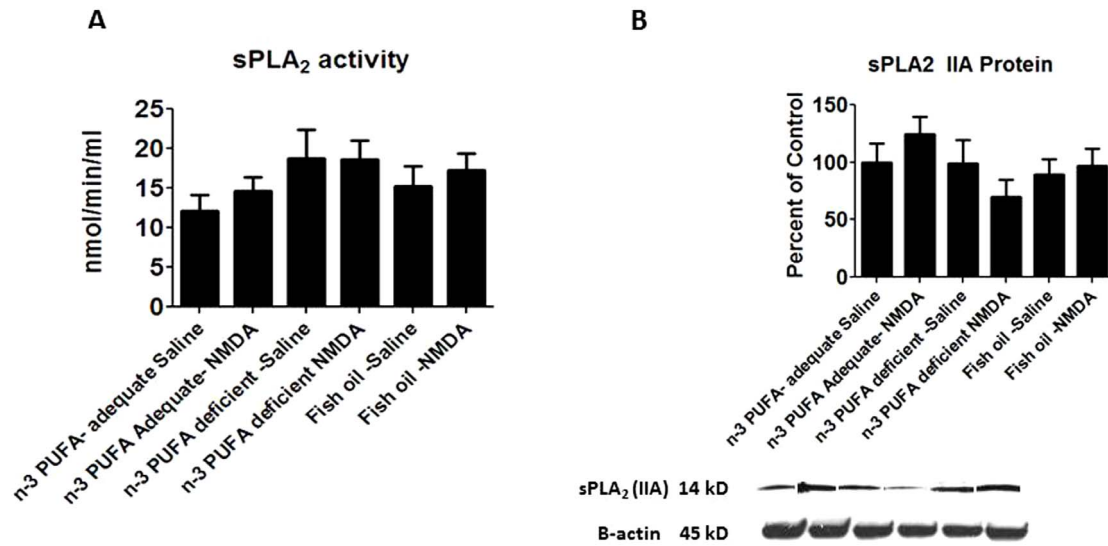 A
sPLA₂ activity
nmol/min/ml
25
20
15
10
5
0
n-3 PUFA- adequate Saline
n-3 PUFA Adequate- NMDA
n-3 PUFA deficient -Saline
n-3 PUFA deficient NMDA
Fish oil -Saline
Fish oil -NMDA
B
sPLA2 IIA Protein
Percent of Control
150
100
50
0
n-3 PUFA- adequate Saline
n-3 PUFA Adequate- NMDA
n-3 PUFA deficient -Saline
n-3 PUFA deficient NMDA
Fish oil -Saline
Fish oil -NMDA
sPLA₂ (IIA) 14 kD
B-actin 45 kD